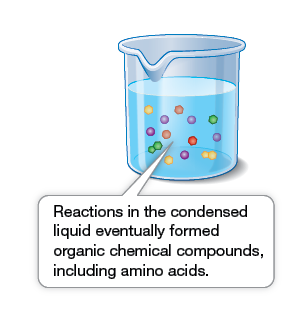 Reactions in the condensed
liquid eventually formed
organic chemical compounds,
including amino acids.